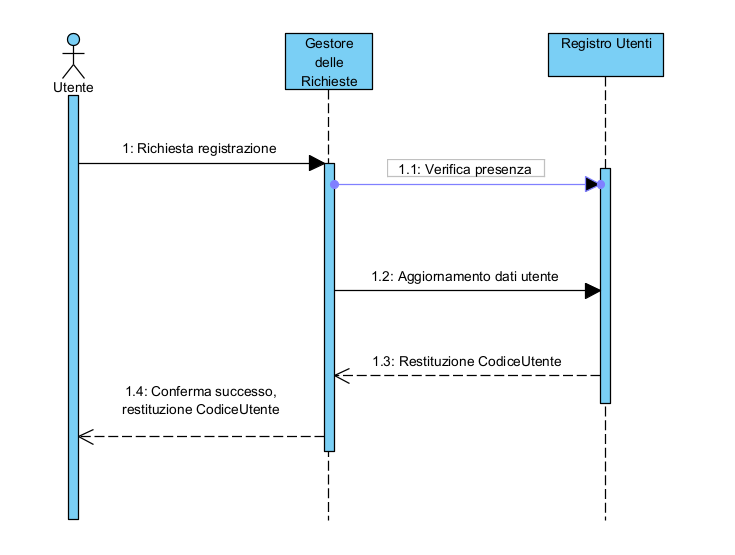 Utente
Gestore
delle
Richieste
Registro Utenti
1: Richiesta registrazione
1.1: Verifica presenza
1.2: Aggiornamento dati utente
1.3: Restituzione CodiceUtente
1.4: Conferma successo,
restituzione CodiceUtente